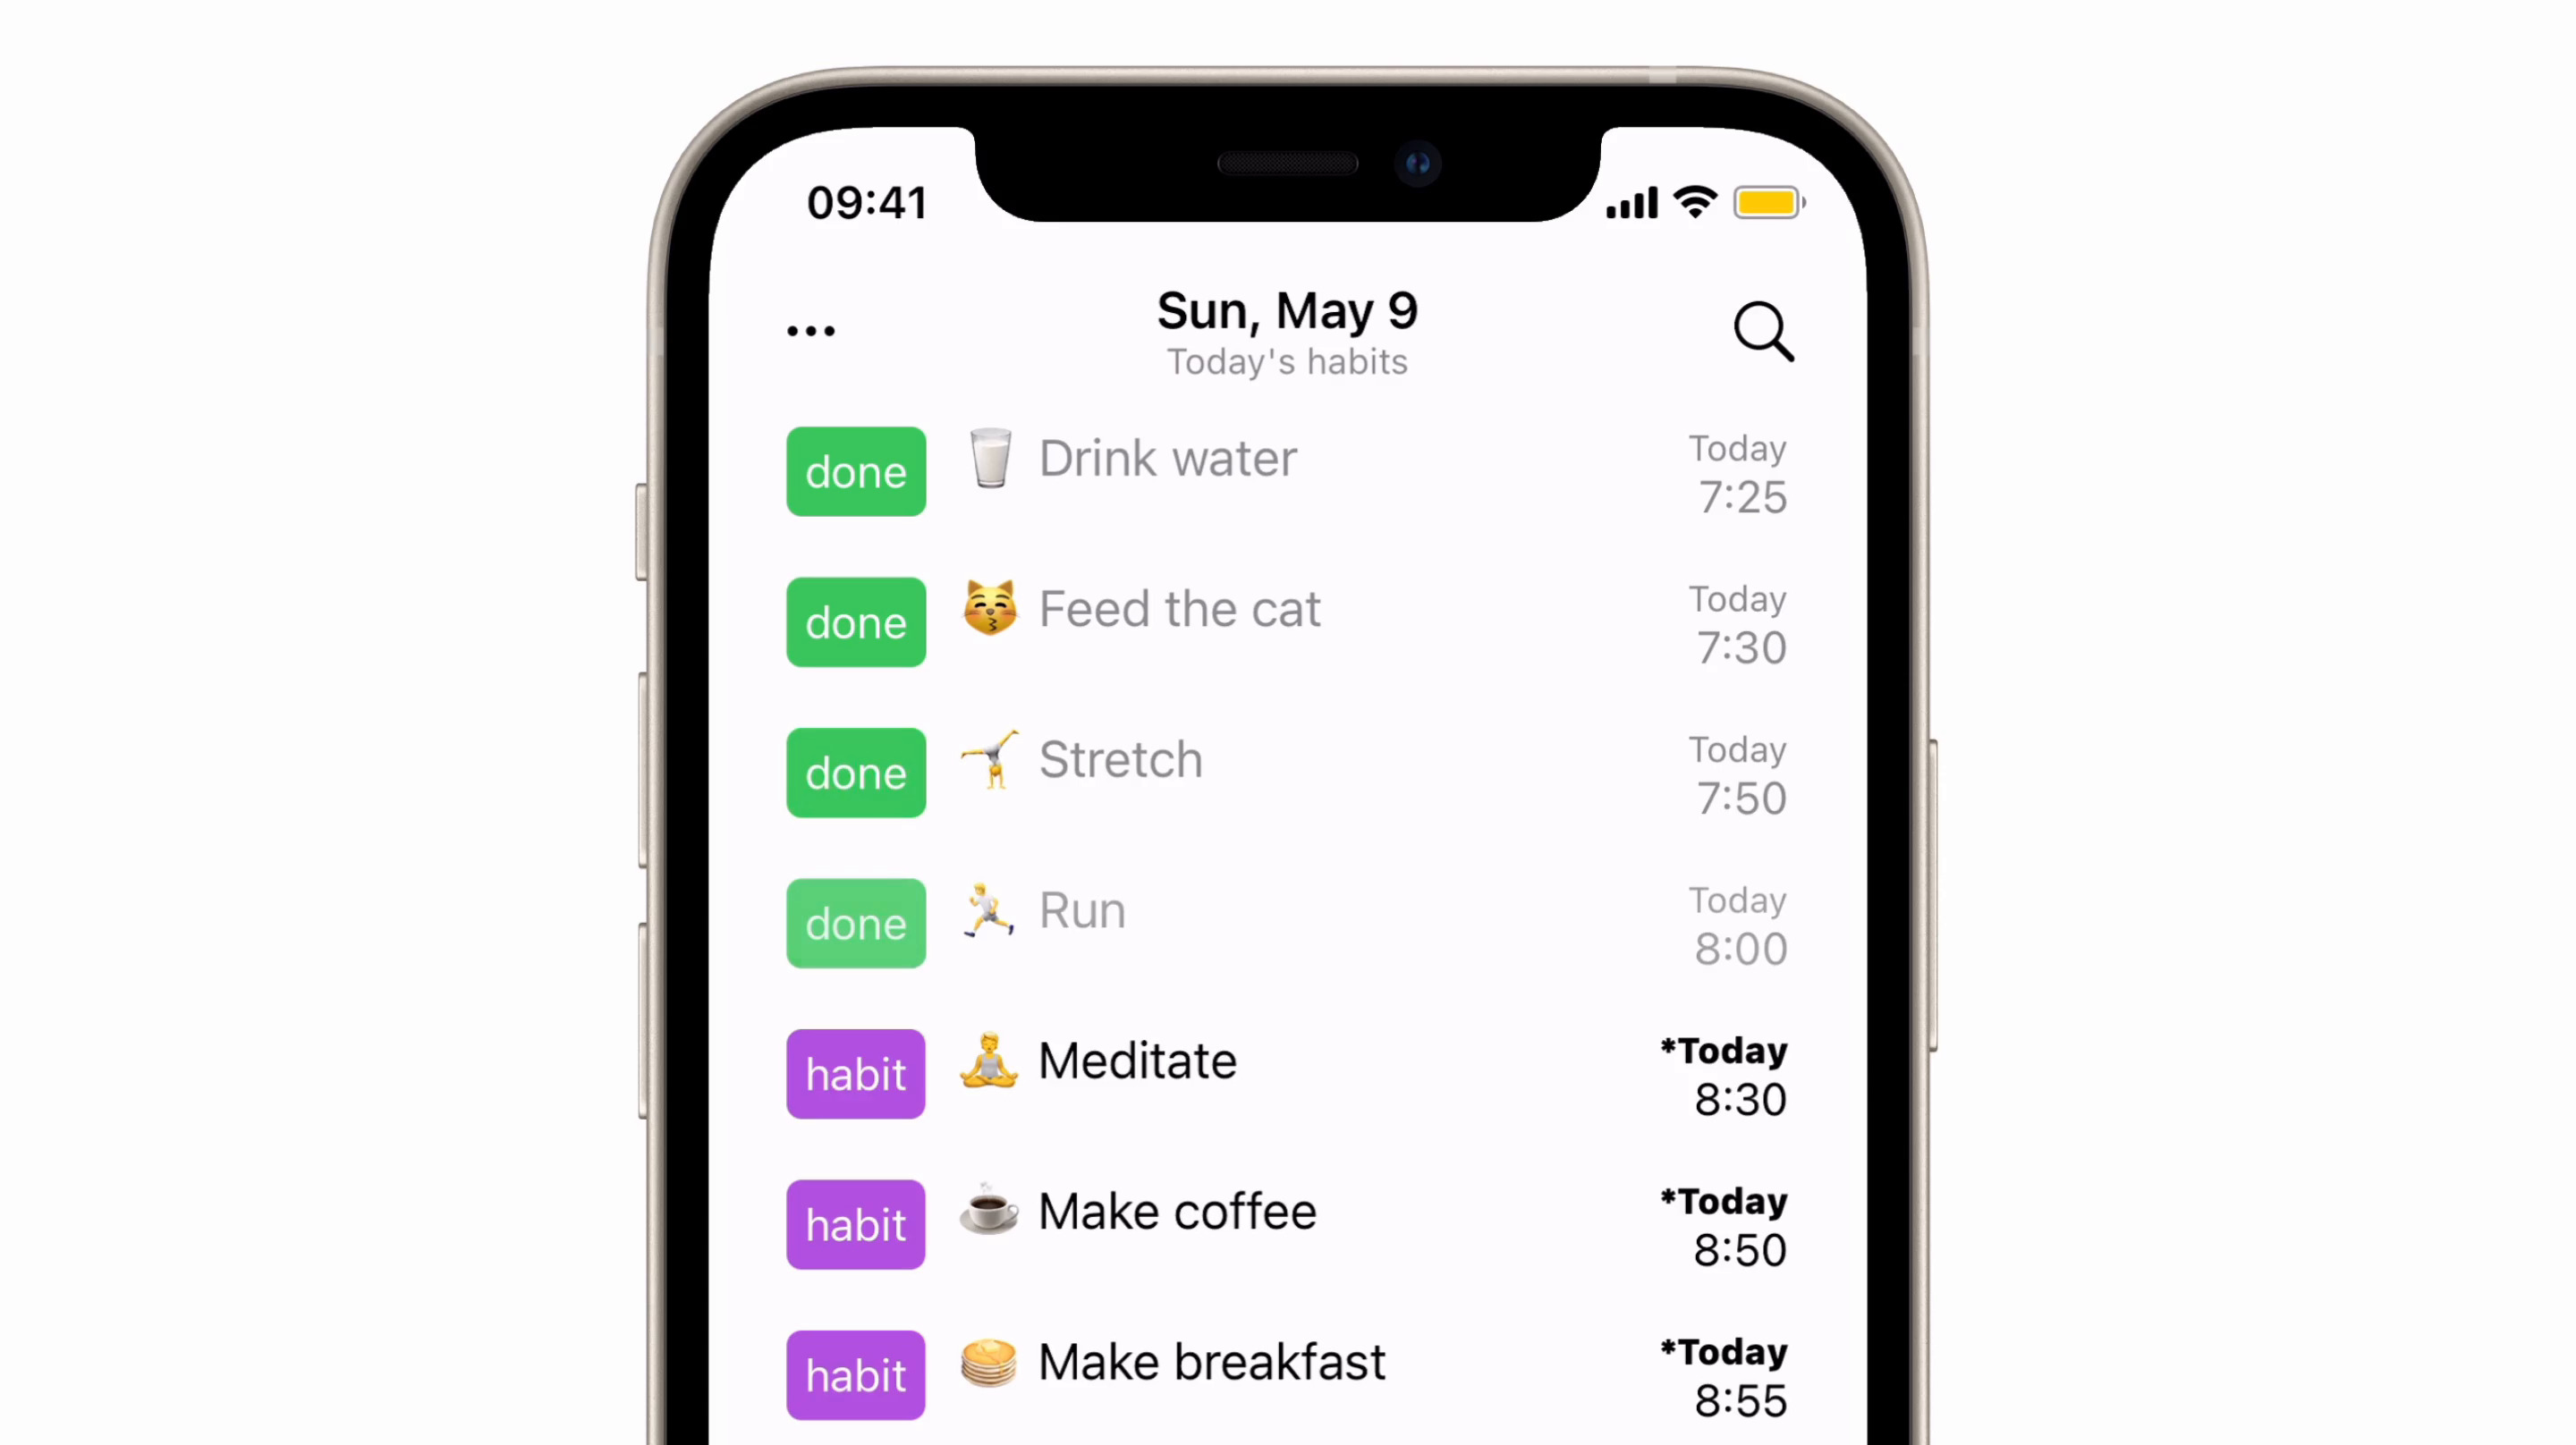 09:41
...
Sun, May 9
Today's habits
done Drink water Today
7:25
done Feed the cat Today
7:30
done Stretch Today
7:50
done Run Today
8:00
habit Meditate *Today
8:30
habit Make coffee *Today
8:50
habit Make breakfast *Today
8:55